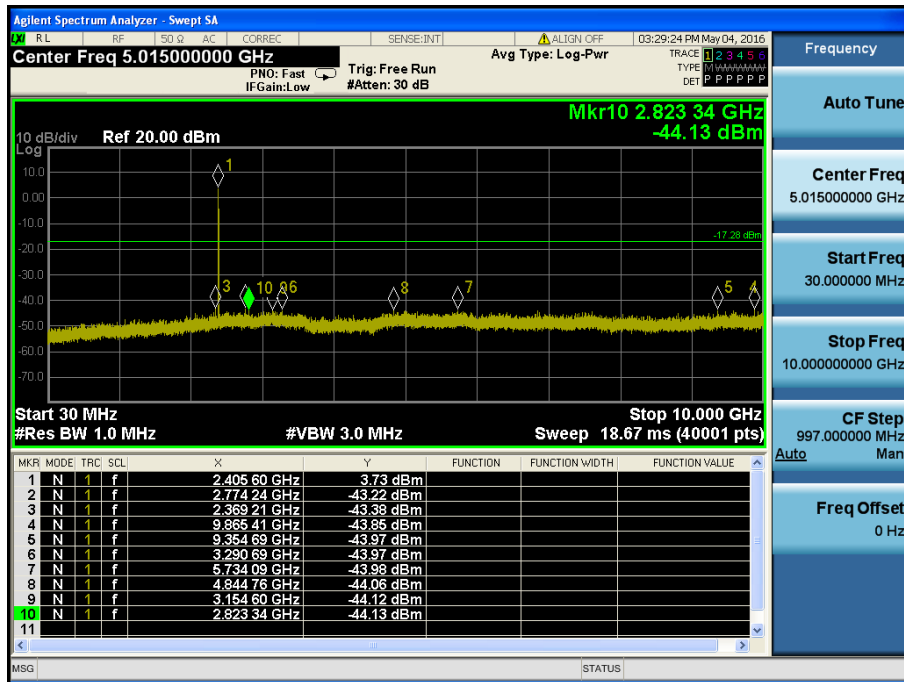 Agilent Spectrum Analyzer - Swept SA
LXI RL RF 50 Ω AC CORREC SENSE:INT ALIGN OFF 03:29:24 PM May 04, 2016
Center Freq 5.015000000 GHz
PNO: Fast
IFGain:Low
Trig: Free Run
#Atten: 30 dB
Avg Type: Log-Pwr
TRACE 1 2 3 4 5 6
TYPE MWWWWW
DET P P P P P P
Mkr10 2.823 34 GHz
-44.13 dBm
10 dB/div Ref 20.00 dBm
Log
10.0
0.00
-10.0
-20.0
-30.0
-40.0
-50.0
-60.0
-70.0
-17.28 dBm
1
3 10 9 6 8 7 5 4
Start 30 MHz Stop 10.000 GHz
#Res BW 1.0 MHz #VBW 3.0 MHz Sweep 18.67 ms (40001 pts)
MKR MODE TRC SCL X Y FUNCTION FUNCTION WIDTH FUNCTION VALUE
1 N 1 f 2.405 60 GHz 3.73 dBm
2 N 1 f 2.774 24 GHz -43.22 dBm
3 N 1 f 2.369 21 GHz -43.38 dBm
4 N 1 f 9.865 41 GHz -43.85 dBm
5 N 1 f 9.354 69 GHz -43.97 dBm
6 N 1 f 3.290 69 GHz -43.97 dBm
7 N 1 f 5.734 09 GHz -43.98 dBm
8 N 1 f 4.844 76 GHz -44.06 dBm
9 N 1 f 3.154 60 GHz -44.12 dBm
10 N 1 f 2.823 34 GHz -44.13 dBm
11
MSG STATUS
Frequency
Auto Tune
Center Freq
5.015000000 GHz
Start Freq
30.000000 MHz
Stop Freq
10.000000000 GHz
CF Step
997.000000 MHz
Auto Man
Freq Offset
0 Hz